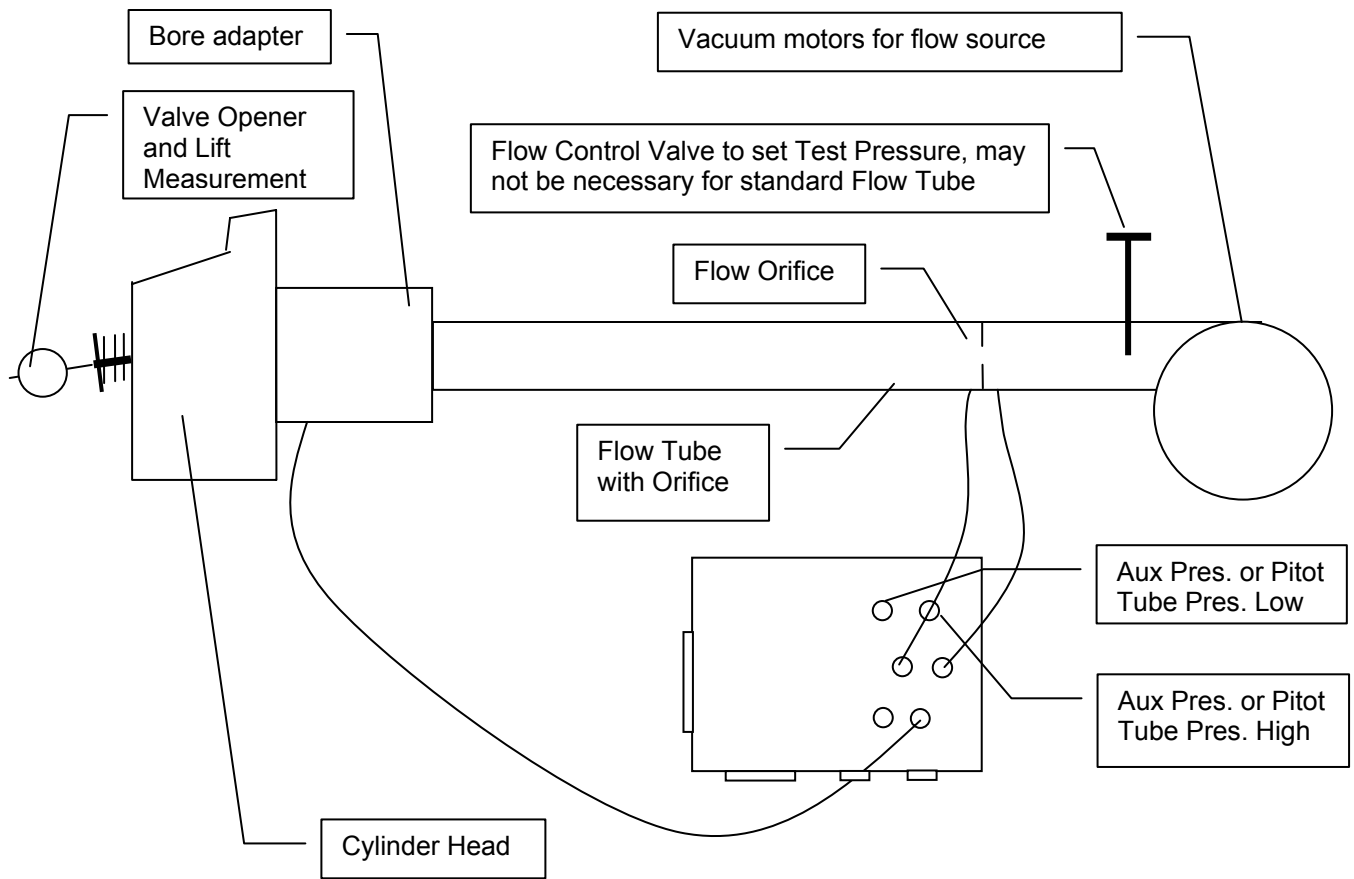 Bore adapter
Vacuum motors for flow source
Valve Opener
and Lift
Measurement
Flow Control Valve to set Test Pressure, may
not be necessary for standard Flow Tube
Flow Orifice
Flow Tube
with Orifice
Aux Pres. or Pitot
Tube Pres. Low
Aux Pres. or Pitot
Tube Pres. High
Cylinder Head